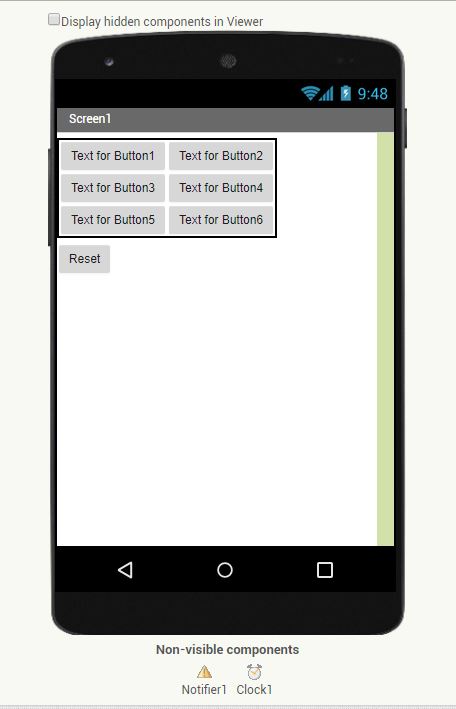 Display hidden components in Viewer
9:48
Screen1
Text for Button1 Text for Button2
Text for Button3 Text for Button4
Text for Button5 Text for Button6
Reset
Non-visible components
Notifier1 Clock1